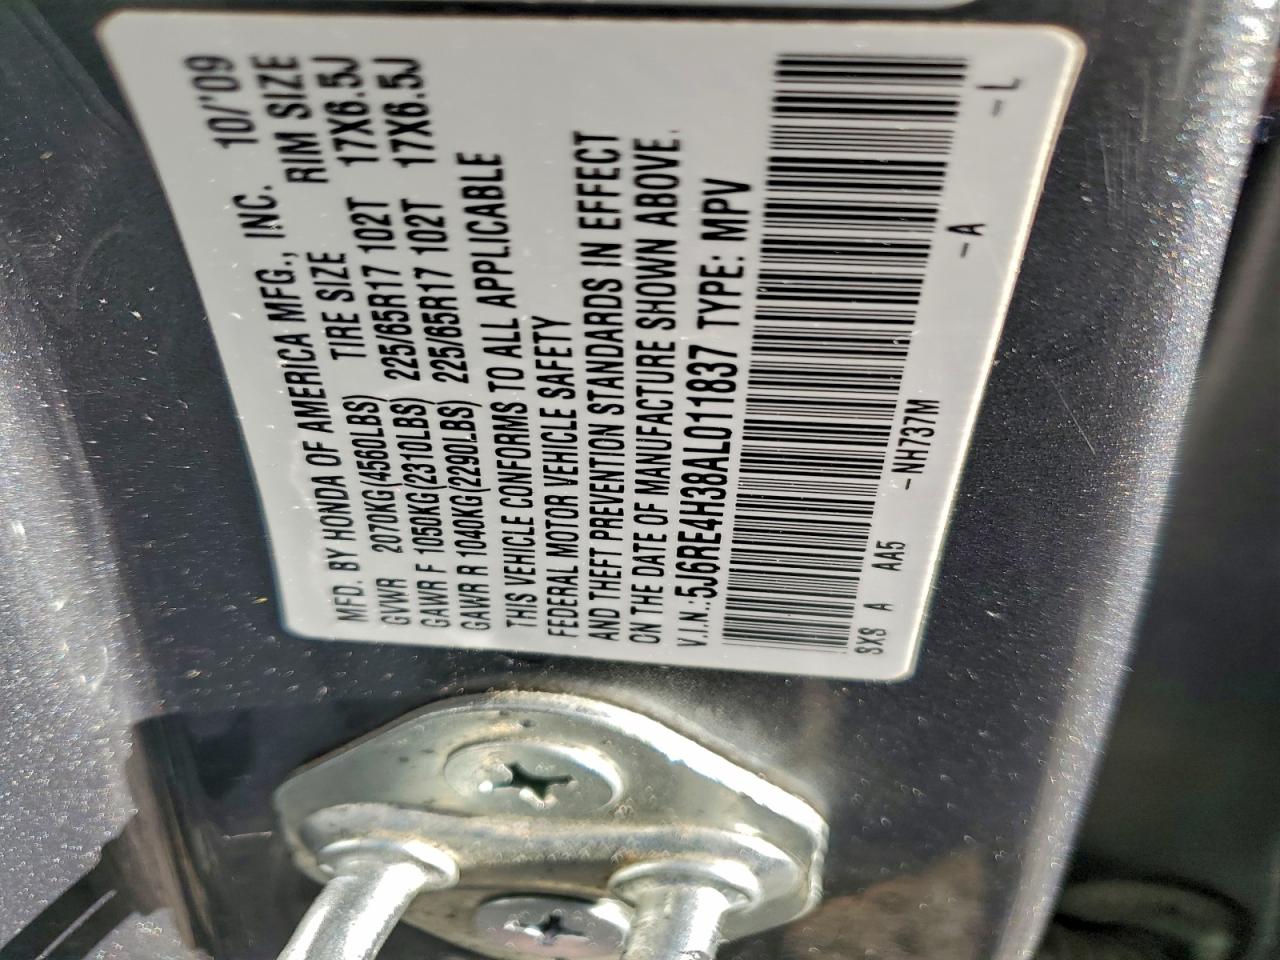 MFD. BY HONDA OF AMERICA MFG., INC. 10/'09
GVWR 2070KG(4560LBS) TIRE SIZE RIM SIZE
GAWR F 1050KG(2310LBS) 225/65R17 102T 17X6.5J
GAWR R 1040KG(2290LBS) 225/65R17 102T 17X6.5J
THIS VEHICLE CONFORMS TO ALL APPLICABLE
FEDERAL MOTOR VEHICLE SAFETY
AND THEFT PREVENTION STANDARDS IN EFFECT
ON THE DATE OF MANUFACTURE SHOWN ABOVE.
V.I.N.:5J6RE4H38AL011837 TYPE: MPV
SXS A AA5 -NH737M -A -L